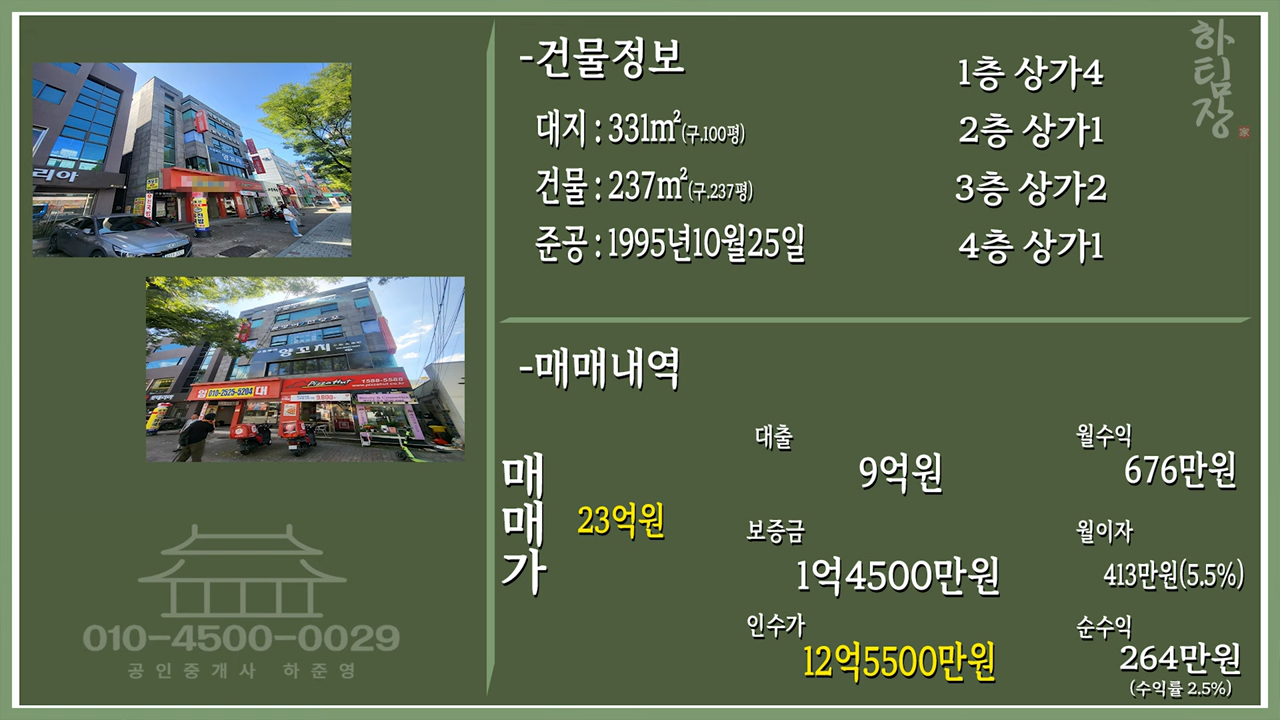 -건물정보
대지 : 331m²(구.100평)
건물 : 237m²(구.237평)
준공 : 1995년10월25일
1층 상가4
2층 상가1
3층 상가2
4층 상가1
하팀장
家
-매매내역
매매가
23억원
대출
9억원
보증금
1억4500만원
인수가
12억5500만원
월수익
676만원
월이자
413만원(5.5%)
순수익
264만원
(수익률 2.5%)
리아
양꼬치
Pizza Hut
1588-5588
임 010-2525-5204 대
010-4500-0029
공인중개사 하준영